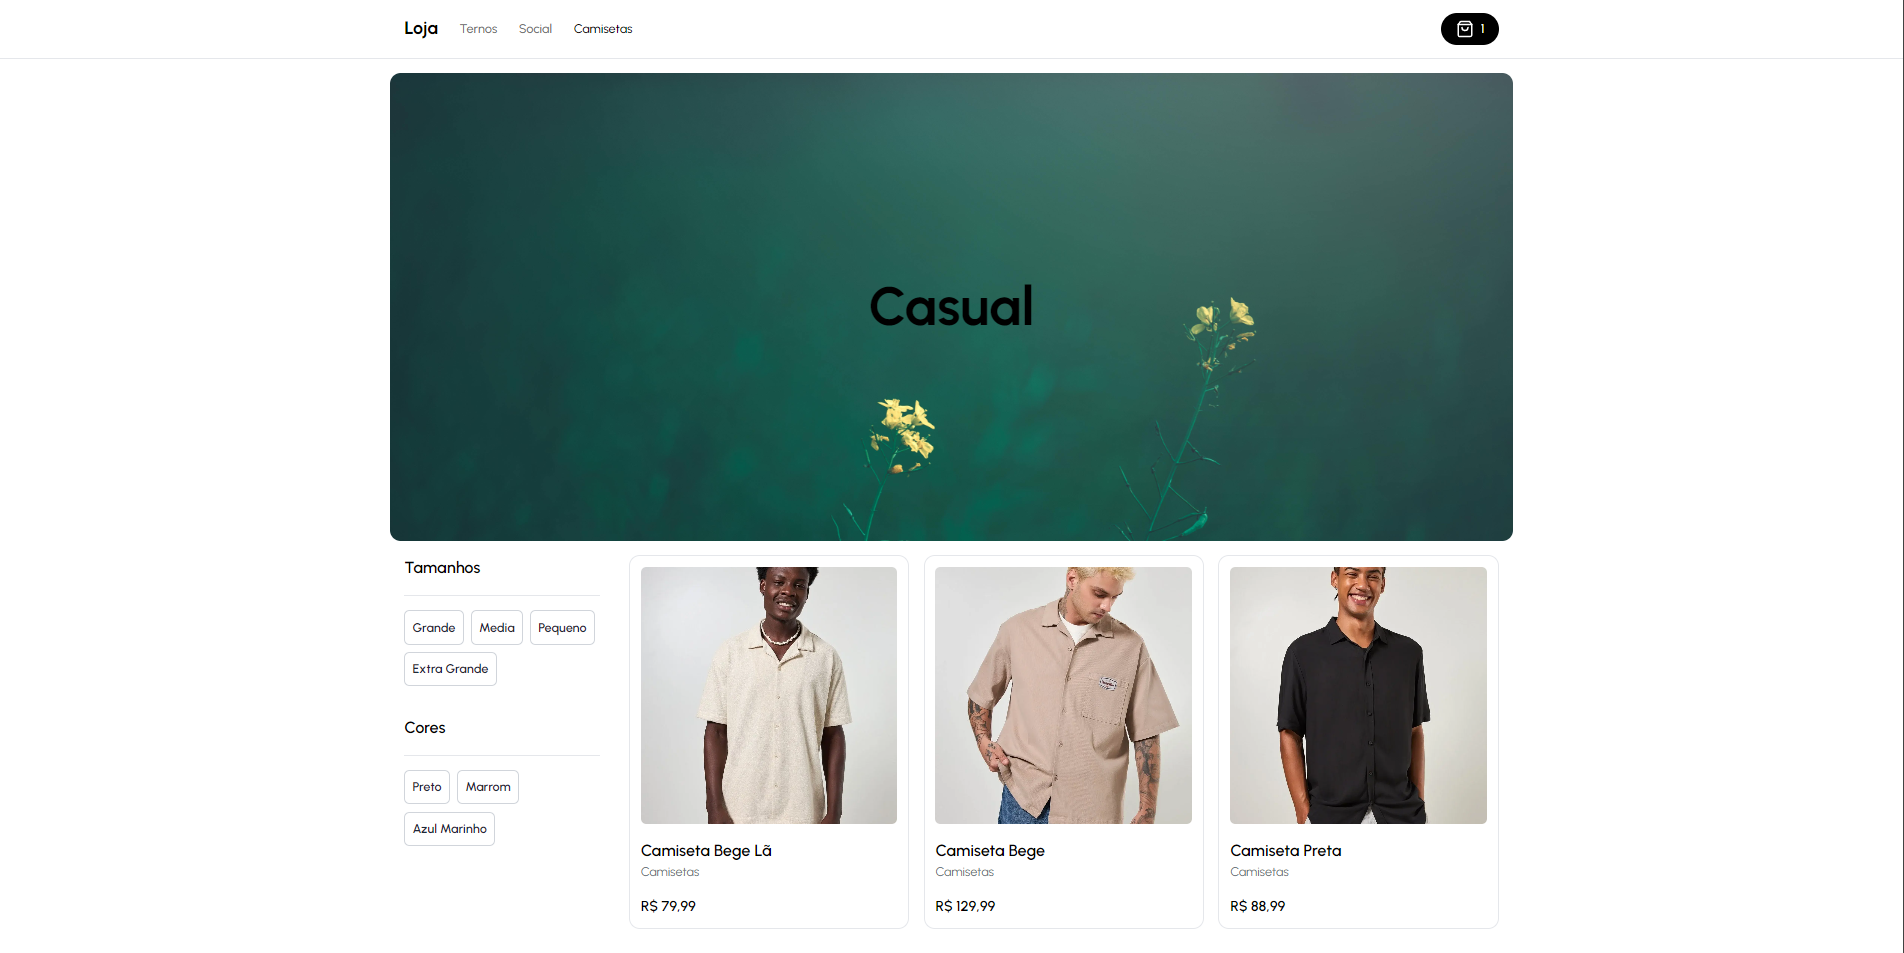 Loja Ternos Social Camisetas 1
Casual
Tamanhos
Grande Media Pequeno
Extra Grande
Cores
Preto Marrom
Azul Marinho
Camiseta Bege Lã
Camisetas
R$ 79,99
Camiseta Bege
Camisetas
R$ 129,99
Camiseta Preta
Camisetas
R$ 88,99